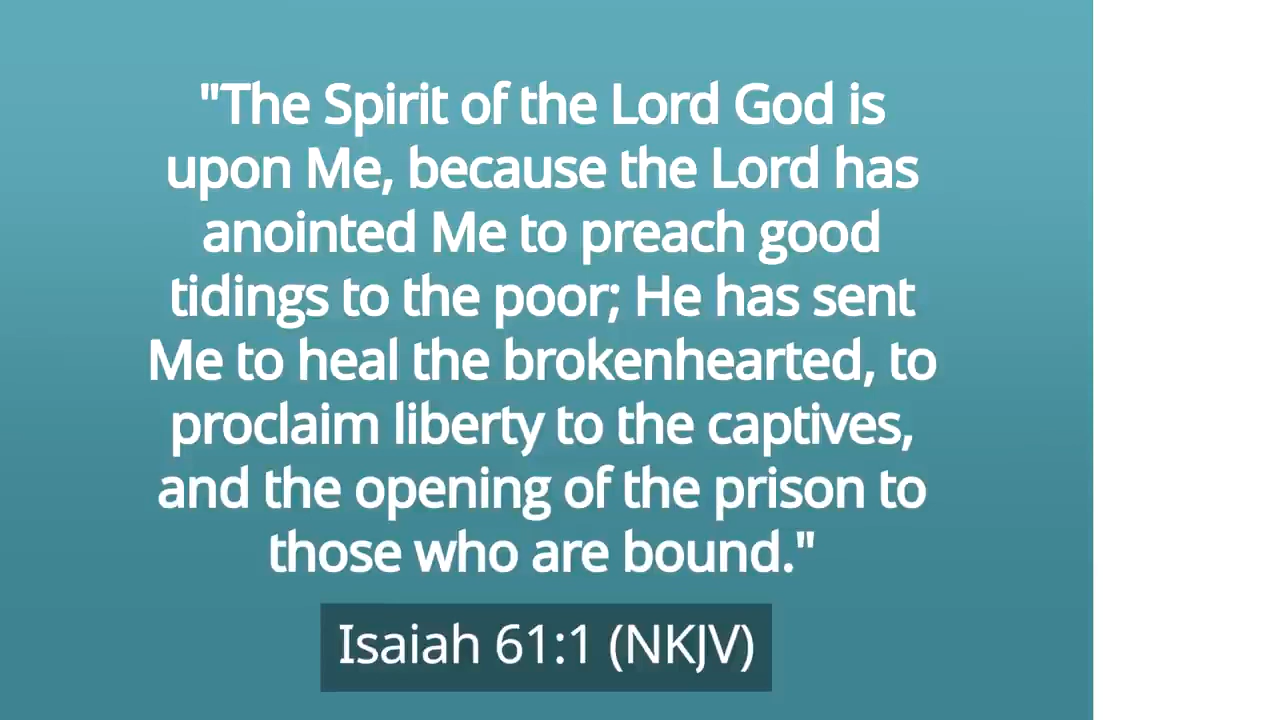 "The Spirit of the Lord God is
upon Me, because the Lord has
anointed Me to preach good
tidings to the poor; He has sent
Me to heal the brokenhearted, to
proclaim liberty to the captives,
and the opening of the prison to
those who are bound."
Isaiah 61:1 (NKJV)